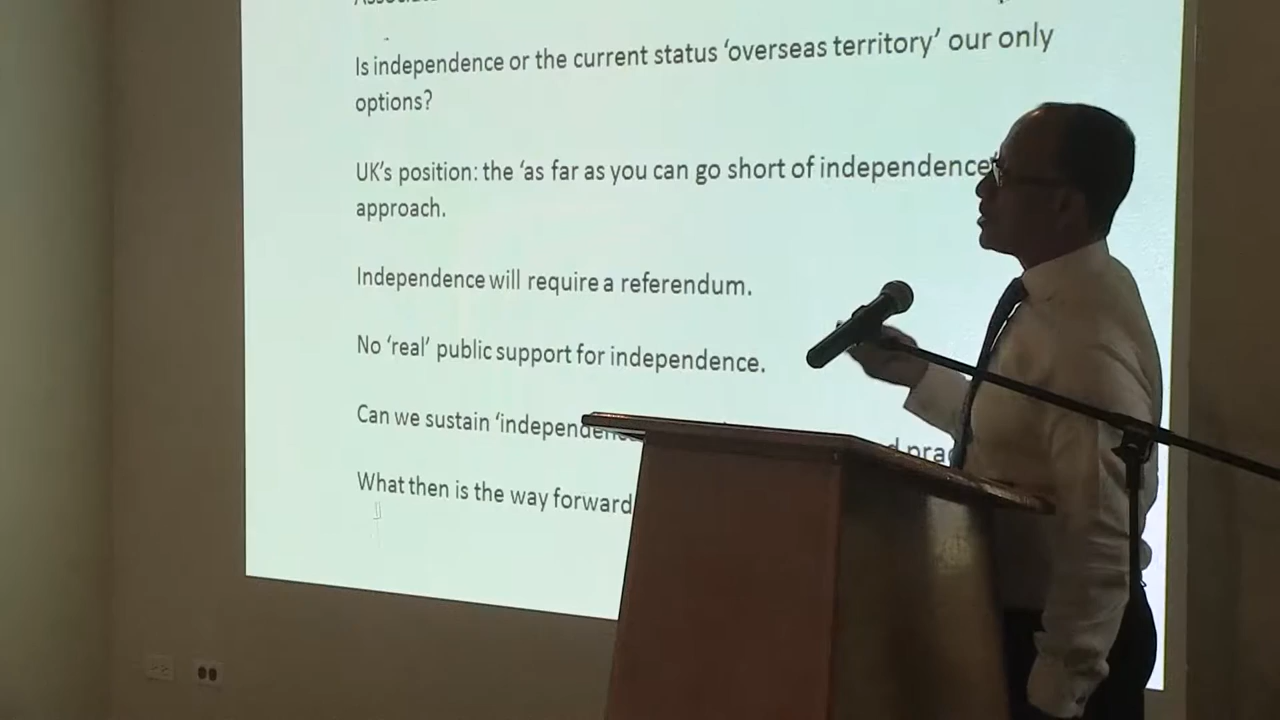 Is independence or the current status ‘overseas territory’ our only
options?
UK’s position: the ‘as far as you can go short of independence’
approach.
Independence will require a referendum.
No ‘real’ public support for independence.
Can we sustain ‘independence
What then is the way forward